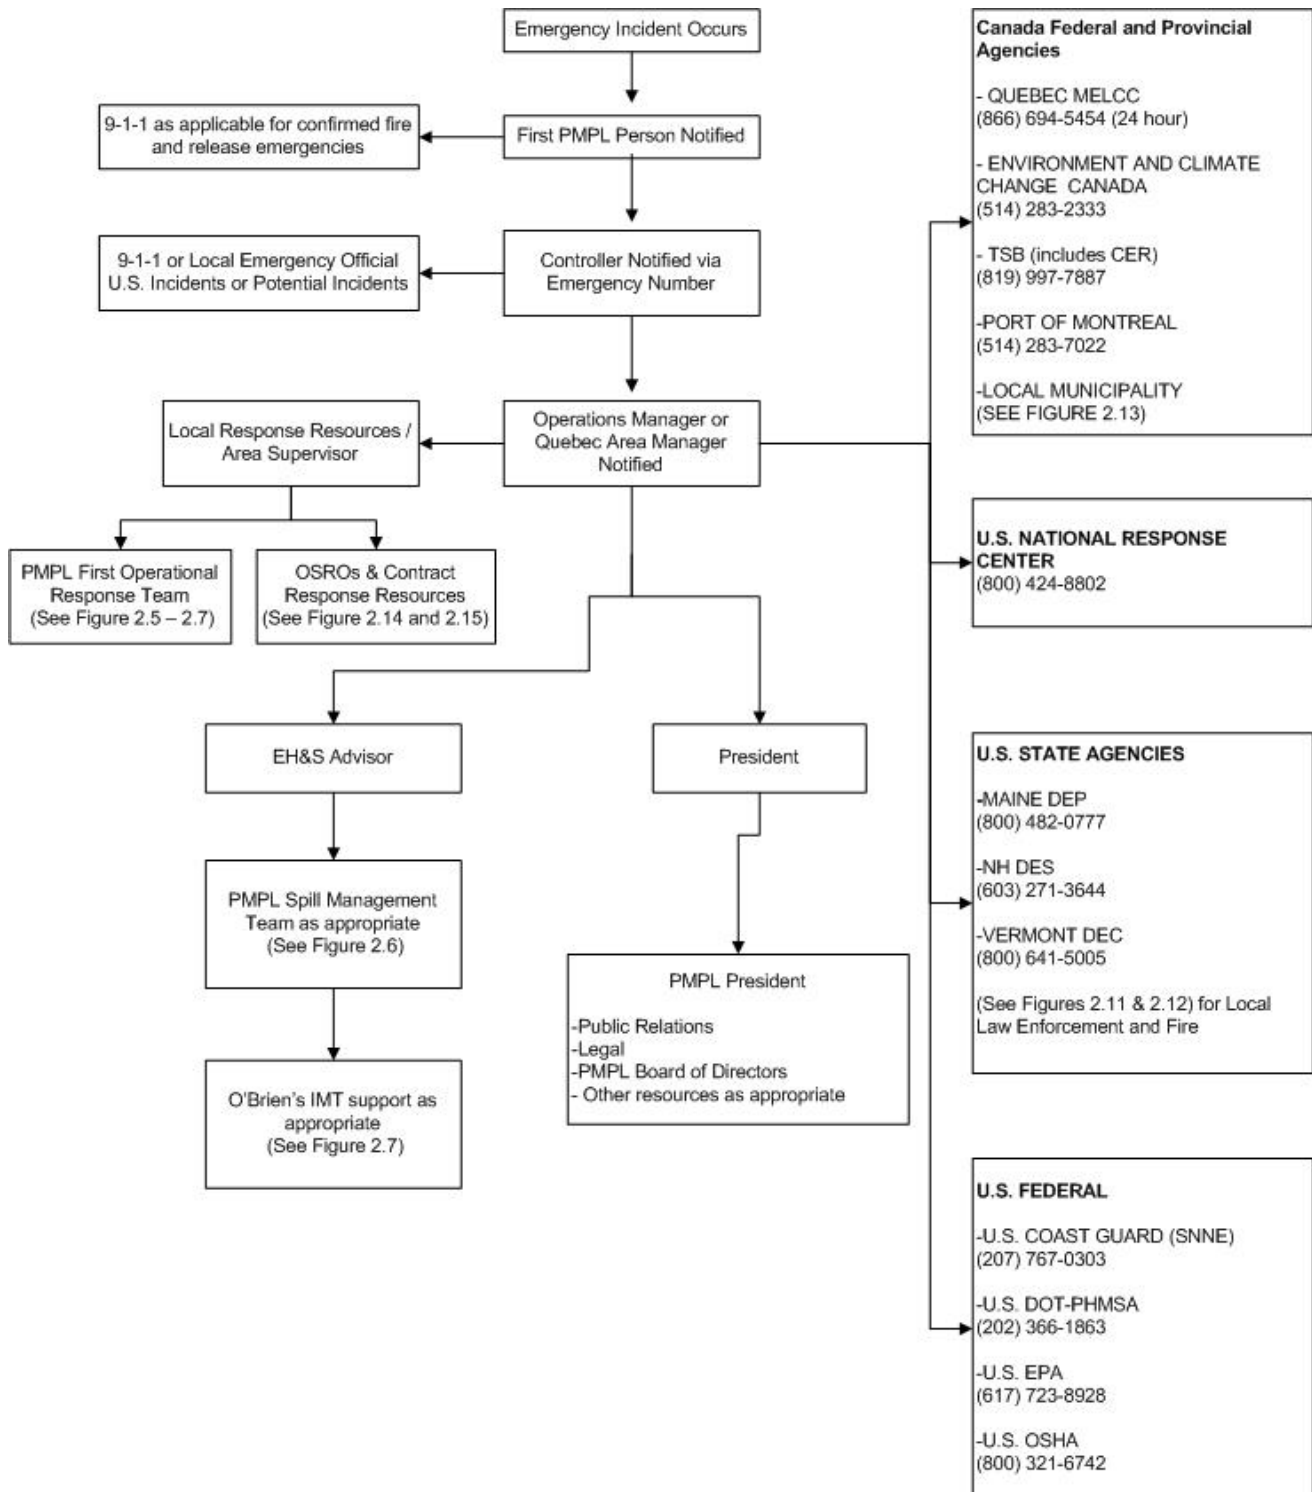 Emergency Incident Occurs
9-1-1 as applicable for confirmed fire
and release emergencies
First PMPL Person Notified
9-1-1 or Local Emergency Official
U.S. Incidents or Potential Incidents
Controller Notified via
Emergency Number
Local Response Resources /
Area Supervisor
Operations Manager or
Quebec Area Manager
Notified
PMPL First Operational
Response Team
(See Figure 2.5 – 2.7)
OSROs & Contract
Response Resources
(See Figure 2.14 and 2.15)
EH&S Advisor
President
PMPL Spill Management
Team as appropriate
(See Figure 2.6)
PMPL President
-Public Relations
-Legal
-PMPL Board of Directors
- Other resources as appropriate
O'Brien's IMT support as
appropriate
(See Figure 2.7)
Canada Federal and Provincial
Agencies
- QUEBEC MELCC
(866) 694-5454 (24 hour)
- ENVIRONMENT AND CLIMATE
CHANGE CANADA
(514) 283-2333
- TSB (includes CER)
(819) 997-7887
-PORT OF MONTREAL
(514) 283-7022
-LOCAL MUNICIPALITY
(SEE FIGURE 2.13)
U.S. NATIONAL RESPONSE
CENTER
(800) 424-8802
U.S. STATE AGENCIES
-MAINE DEP
(800) 482-0777
-NH DES
(603) 271-3644
-VERMONT DEC
(800) 641-5005
(See Figures 2.11 & 2.12) for Local
Law Enforcement and Fire
U.S. FEDERAL
-U.S. COAST GUARD (SNNE)
(207) 767-0303
-U.S. DOT-PHMSA
(202) 366-1863
-U.S. EPA
(617) 723-8928
-U.S. OSHA
(800) 321-6742